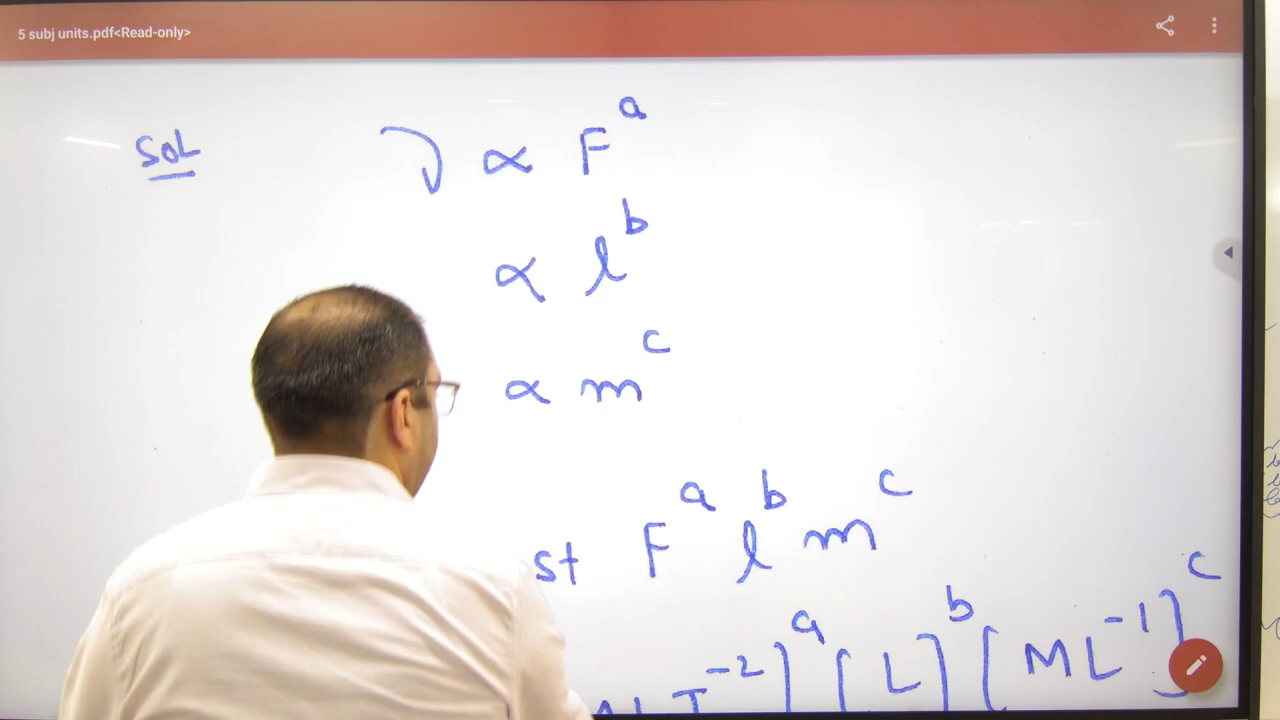 5 subj units.pdf<Read-only>
Sol ν ∝ F^a
∝ l^b
∝ m^c
st F^a l^b m^c
T^-2]^a [L]^b [ML^-1]^c